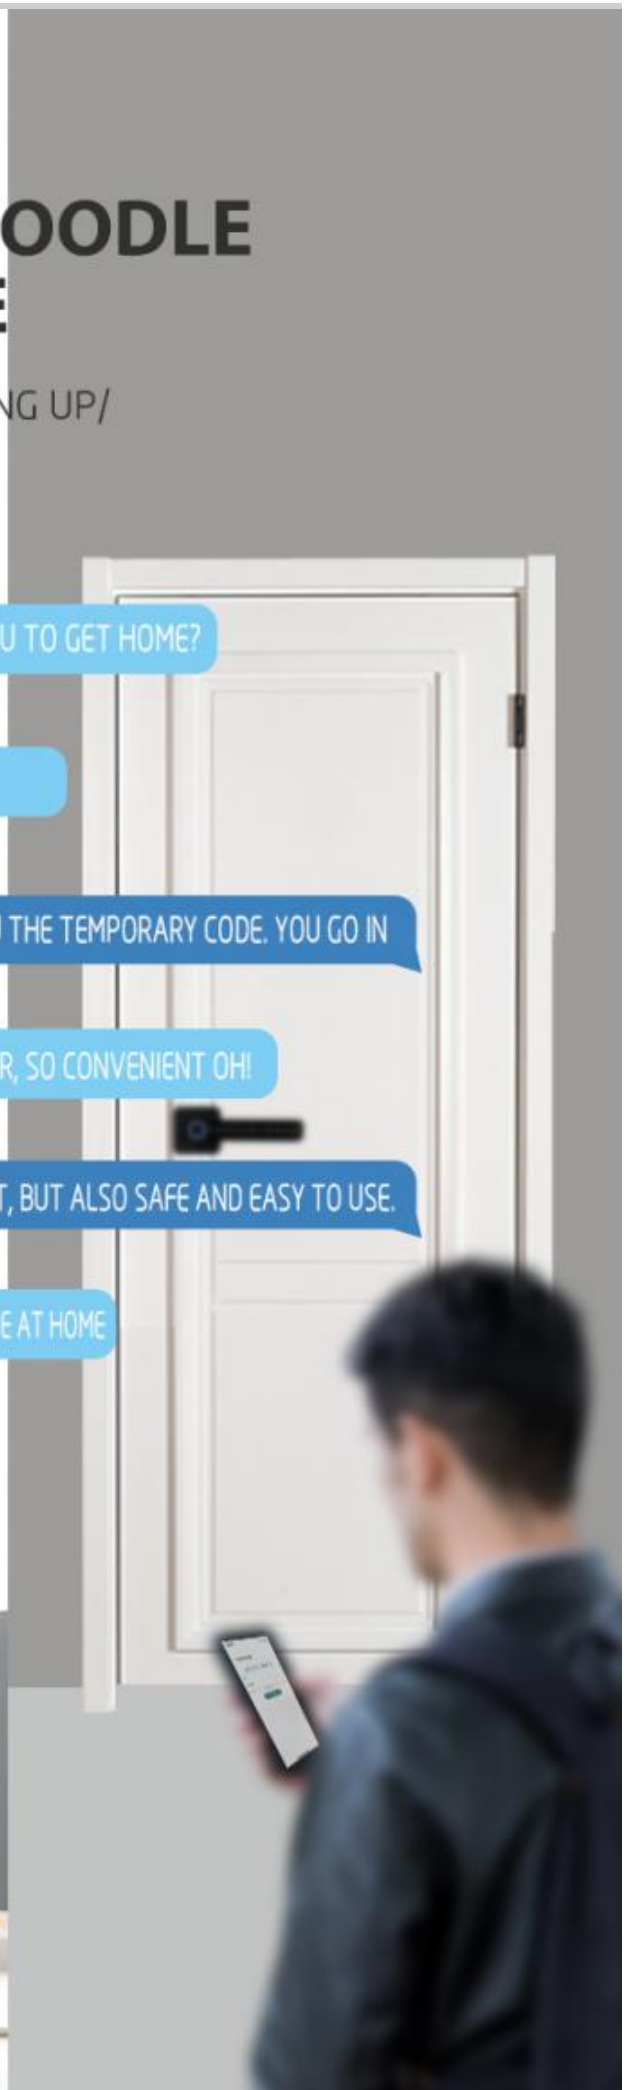 OODLE
E
NG UP/
U TO GET HOME?
THE TEMPORARY CODE. YOU GO IN
R, SO CONVENIENT OH!
T, BUT ALSO SAFE AND EASY TO USE.
E AT HOME